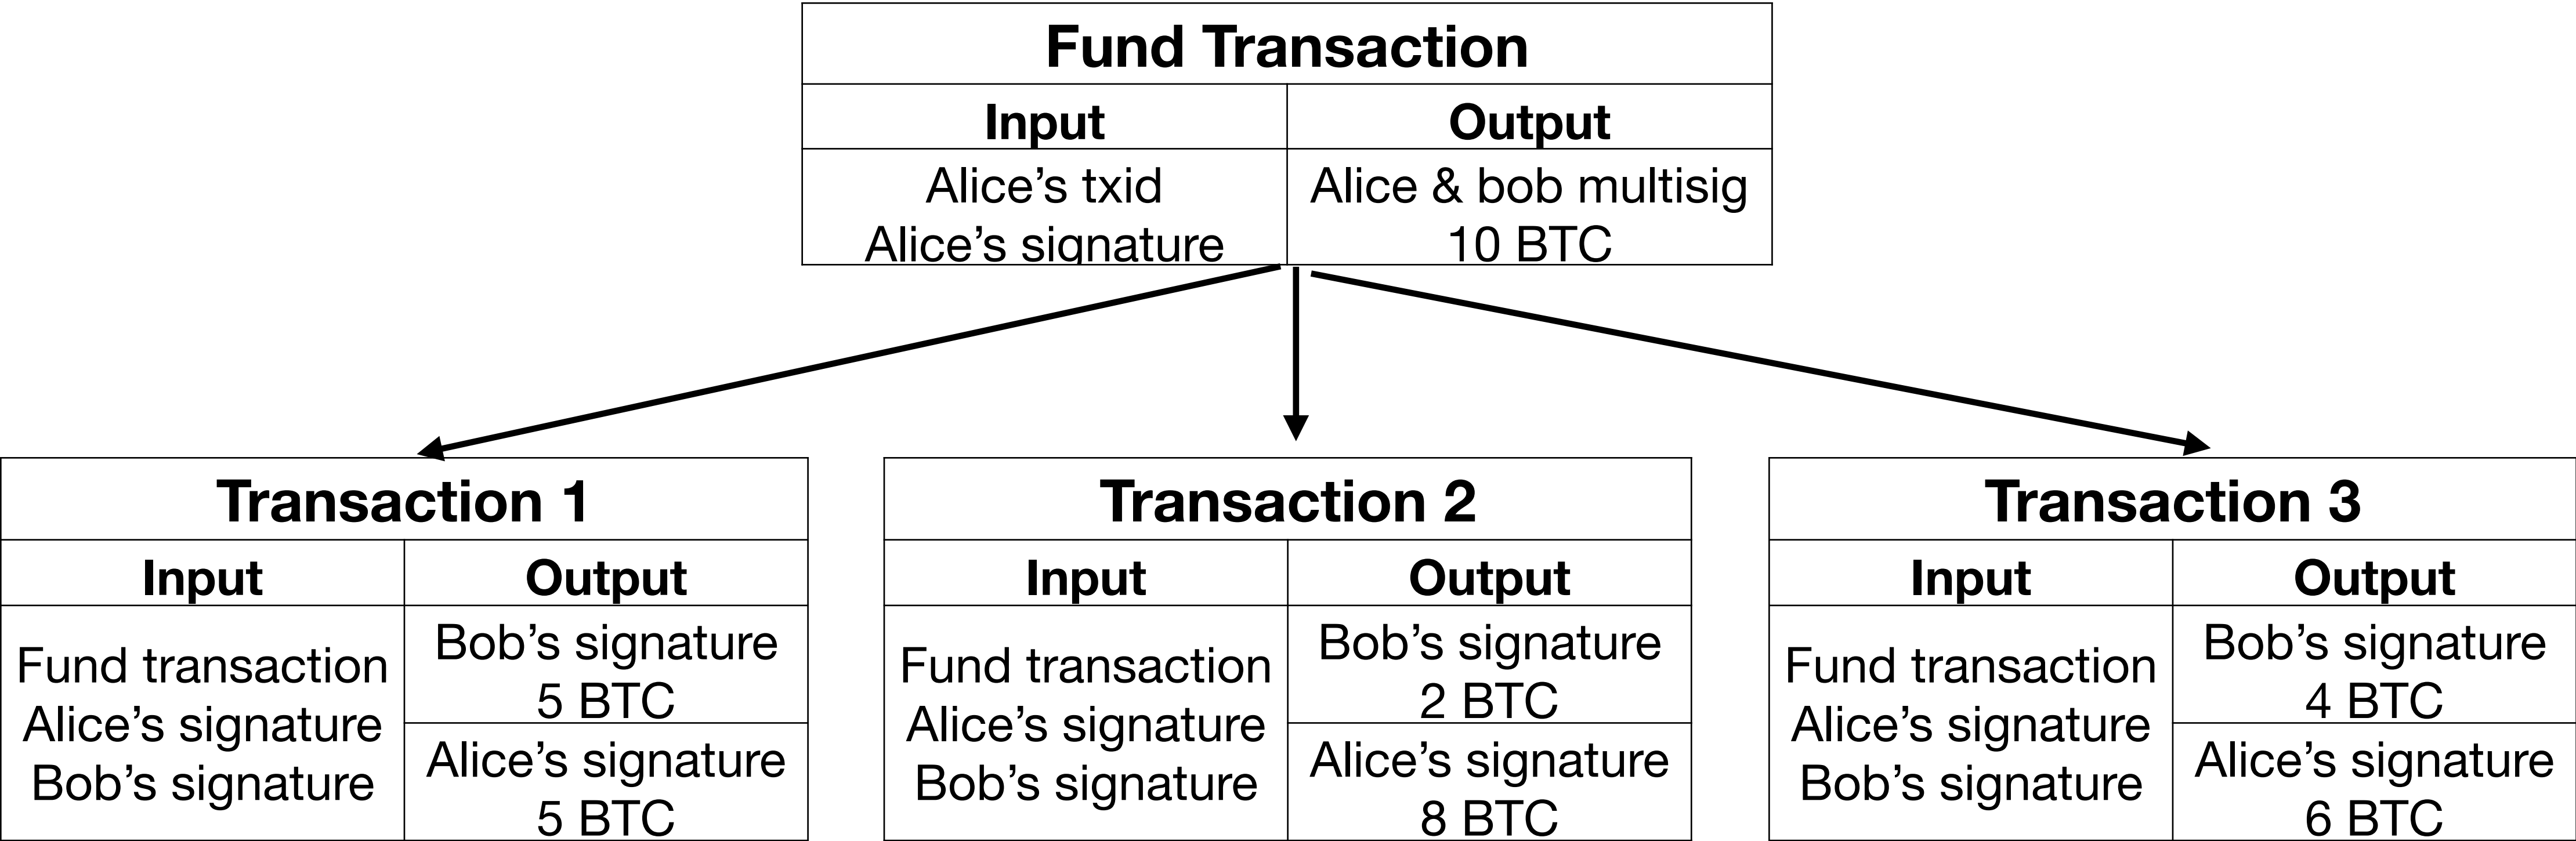 Fund Transaction
Input
Output
Alice’s txid
Alice’s signature
Alice & bob multisig
10 BTC
Transaction 1
Input
Output
Fund transaction
Alice’s signature
Bob’s signature
Bob’s signature
5 BTC
Alice’s signature
5 BTC
Transaction 2
Input
Output
Fund transaction
Alice’s signature
Bob’s signature
Bob’s signature
2 BTC
Alice’s signature
8 BTC
Transaction 3
Input
Output
Fund transaction
Alice’s signature
Bob’s signature
Bob’s signature
4 BTC
Alice’s signature
6 BTC